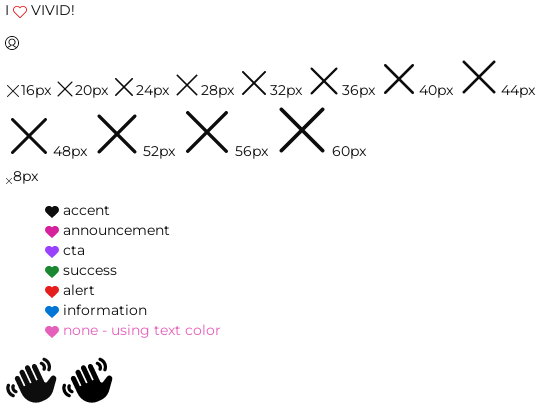 I VIVID!
16px 20px 24px 28px 32px 36px 40px 44px
48px 52px 56px 60px
8px
accent
announcement
cta
success
alert
information
none - using text color